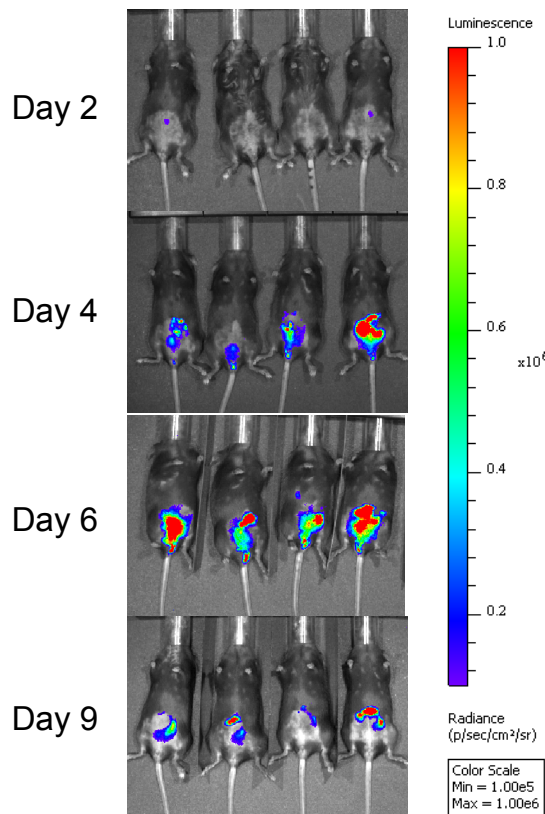 Day 2
Day 4
Day 6
Day 9
Luminescence
1.0
0.8
0.6
x10⁶
0.4
0.2
Radiance
(p/sec/cm²/sr)
Color Scale
Min = 1.00e5
Max = 1.00e6